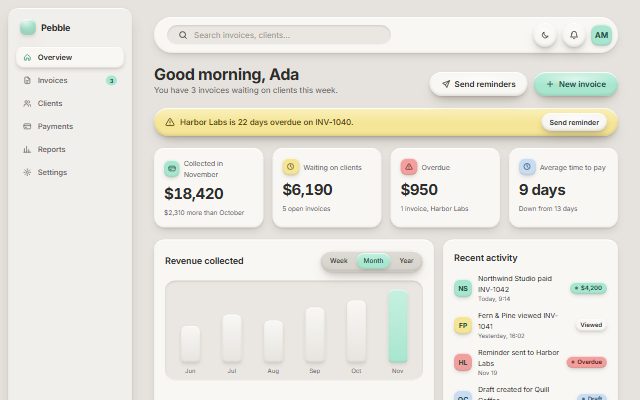 Pebble
Overview
Invoices 3
Clients
Payments
Reports
Settings
Search invoices, clients...
AM
Good morning, Ada
You have 3 invoices waiting on clients this week.
Send reminders
+ New invoice
Harbor Labs is 22 days overdue on INV-1040.
Send reminder
Collected in
November
$18,420
$2,310 more than October
Waiting on clients
$6,190
5 open invoices
Overdue
$950
1 invoice, Harbor Labs
Average time to pay
9 days
Down from 13 days
Revenue collected
Week Month Year
Jun Jul Aug Sep Oct Nov
Recent activity
NS
Northwind Studio paid
INV-1042
Today, 9:14
$4,200
FP
Fern & Pine viewed INV-
1041
Yesterday, 16:02
Viewed
HL
Reminder sent to Harbor
Labs
Nov 19
Overdue
Draft created for Quill
Draft